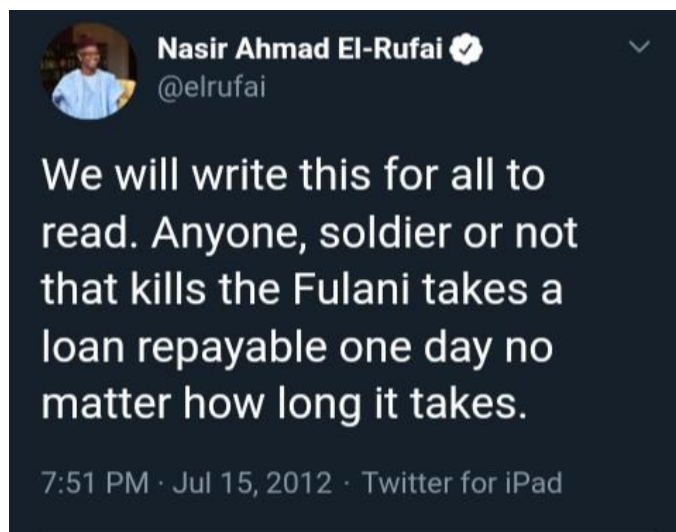 Nasir Ahmad El-Rufai
@elrufai
We will write this for all to
read. Anyone, soldier or not
that kills the Fulani takes a
loan repayable one day no
matter how long it takes.
7:51 PM · Jul 15, 2012 · Twitter for iPad